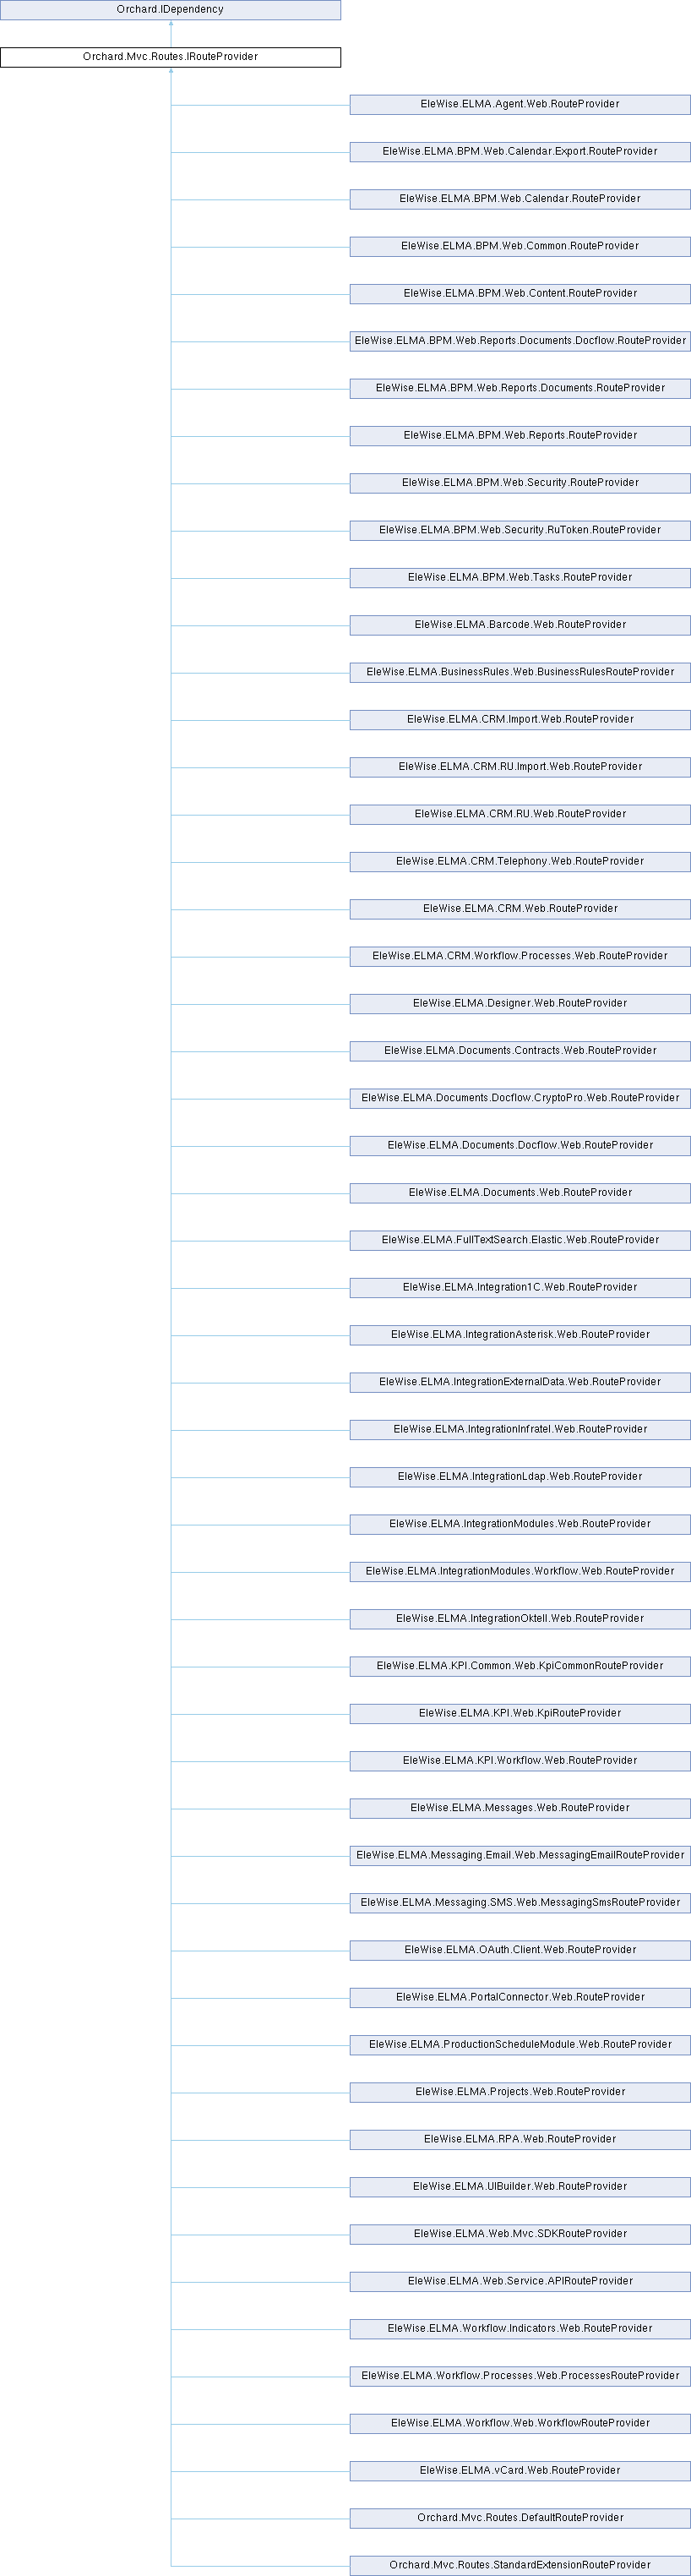 Orchard.IDependency
Orchard.Mvc.Routes.IRouteProvider
EleWise.ELMA.Agent.Web.RouteProvider
EleWise.ELMA.BPM.Web.Calendar.Export.RouteProvider
EleWise.ELMA.BPM.Web.Calendar.RouteProvider
EleWise.ELMA.BPM.Web.Common.RouteProvider
EleWise.ELMA.BPM.Web.Content.RouteProvider
EleWise.ELMA.BPM.Web.Reports.Documents.Docflow.RouteProvider
EleWise.ELMA.BPM.Web.Reports.Documents.RouteProvider
EleWise.ELMA.BPM.Web.Reports.RouteProvider
EleWise.ELMA.BPM.Web.Security.RouteProvider
EleWise.ELMA.BPM.Web.Security.RuToken.RouteProvider
EleWise.ELMA.BPM.Web.Tasks.RouteProvider
EleWise.ELMA.Barcode.Web.RouteProvider
EleWise.ELMA.BusinessRules.Web.BusinessRulesRouteProvider
EleWise.ELMA.CRM.Import.Web.RouteProvider
EleWise.ELMA.CRM.RU.Import.Web.RouteProvider
EleWise.ELMA.CRM.RU.Web.RouteProvider
EleWise.ELMA.CRM.Telephony.Web.RouteProvider
EleWise.ELMA.CRM.Web.RouteProvider
EleWise.ELMA.CRM.Workflow.Processes.Web.RouteProvider
EleWise.ELMA.Designer.Web.RouteProvider
EleWise.ELMA.Documents.Contracts.Web.RouteProvider
EleWise.ELMA.Documents.Docflow.CryptoPro.Web.RouteProvider
EleWise.ELMA.Documents.Docflow.Web.RouteProvider
EleWise.ELMA.Documents.Web.RouteProvider
EleWise.ELMA.FullTextSearch.Elastic.Web.RouteProvider
EleWise.ELMA.Integration1C.Web.RouteProvider
EleWise.ELMA.IntegrationAsterisk.Web.RouteProvider
EleWise.ELMA.IntegrationExternalData.Web.RouteProvider
EleWise.ELMA.IntegrationInfratel.Web.RouteProvider
EleWise.ELMA.IntegrationLdap.Web.RouteProvider
EleWise.ELMA.IntegrationModules.Web.RouteProvider
EleWise.ELMA.IntegrationModules.Workflow.Web.RouteProvider
EleWise.ELMA.IntegrationOktell.Web.RouteProvider
EleWise.ELMA.KPI.Common.Web.KpiCommonRouteProvider
EleWise.ELMA.KPI.Web.KpiRouteProvider
EleWise.ELMA.KPI.Workflow.Web.RouteProvider
EleWise.ELMA.Messages.Web.RouteProvider
EleWise.ELMA.Messaging.Email.Web.MessagingEmailRouteProvider
EleWise.ELMA.Messaging.SMS.Web.MessagingSmsRouteProvider
EleWise.ELMA.OAuth.Client.Web.RouteProvider
EleWise.ELMA.PortalConnector.Web.RouteProvider
EleWise.ELMA.ProductionScheduleModule.Web.RouteProvider
EleWise.ELMA.Projects.Web.RouteProvider
EleWise.ELMA.RPA.Web.RouteProvider
EleWise.ELMA.UIBuilder.Web.RouteProvider
EleWise.ELMA.Web.Mvc.SDKRouteProvider
EleWise.ELMA.Web.Service.APIRouteProvider
EleWise.ELMA.Workflow.Indicators.Web.RouteProvider
EleWise.ELMA.Workflow.Processes.Web.ProcessesRouteProvider
EleWise.ELMA.Workflow.Web.WorkflowRouteProvider
EleWise.ELMA.vCard.Web.RouteProvider
Orchard.Mvc.Routes.DefaultRouteProvider
Orchard.Mvc.Routes.StandardExtensionRouteProvider